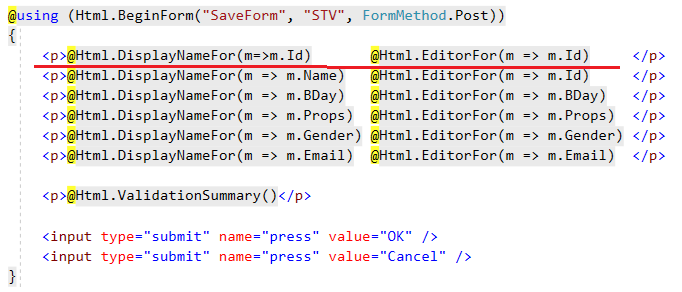 @using (Html.BeginForm("SaveForm", "STV", FormMethod.Post))
{
<p>@Html.DisplayNameFor(m=>m.Id) @Html.EditorFor(m => m.Id) </p>
<p>@Html.DisplayNameFor(m => m.Name) @Html.EditorFor(m => m.Id) </p>
<p>@Html.DisplayNameFor(m => m.BDay) @Html.EditorFor(m => m.BDay) </p>
<p>@Html.DisplayNameFor(m => m.Props) @Html.EditorFor(m => m.Props) </p>
<p>@Html.DisplayNameFor(m => m.Gender) @Html.EditorFor(m => m.Gender) </p>
<p>@Html.DisplayNameFor(m => m.Email) @Html.EditorFor(m => m.Email) </p>
<p>@Html.ValidationSummary()</p>
<input type="submit" name="press" value="OK" />
<input type="submit" name="press" value="Cancel" />
}